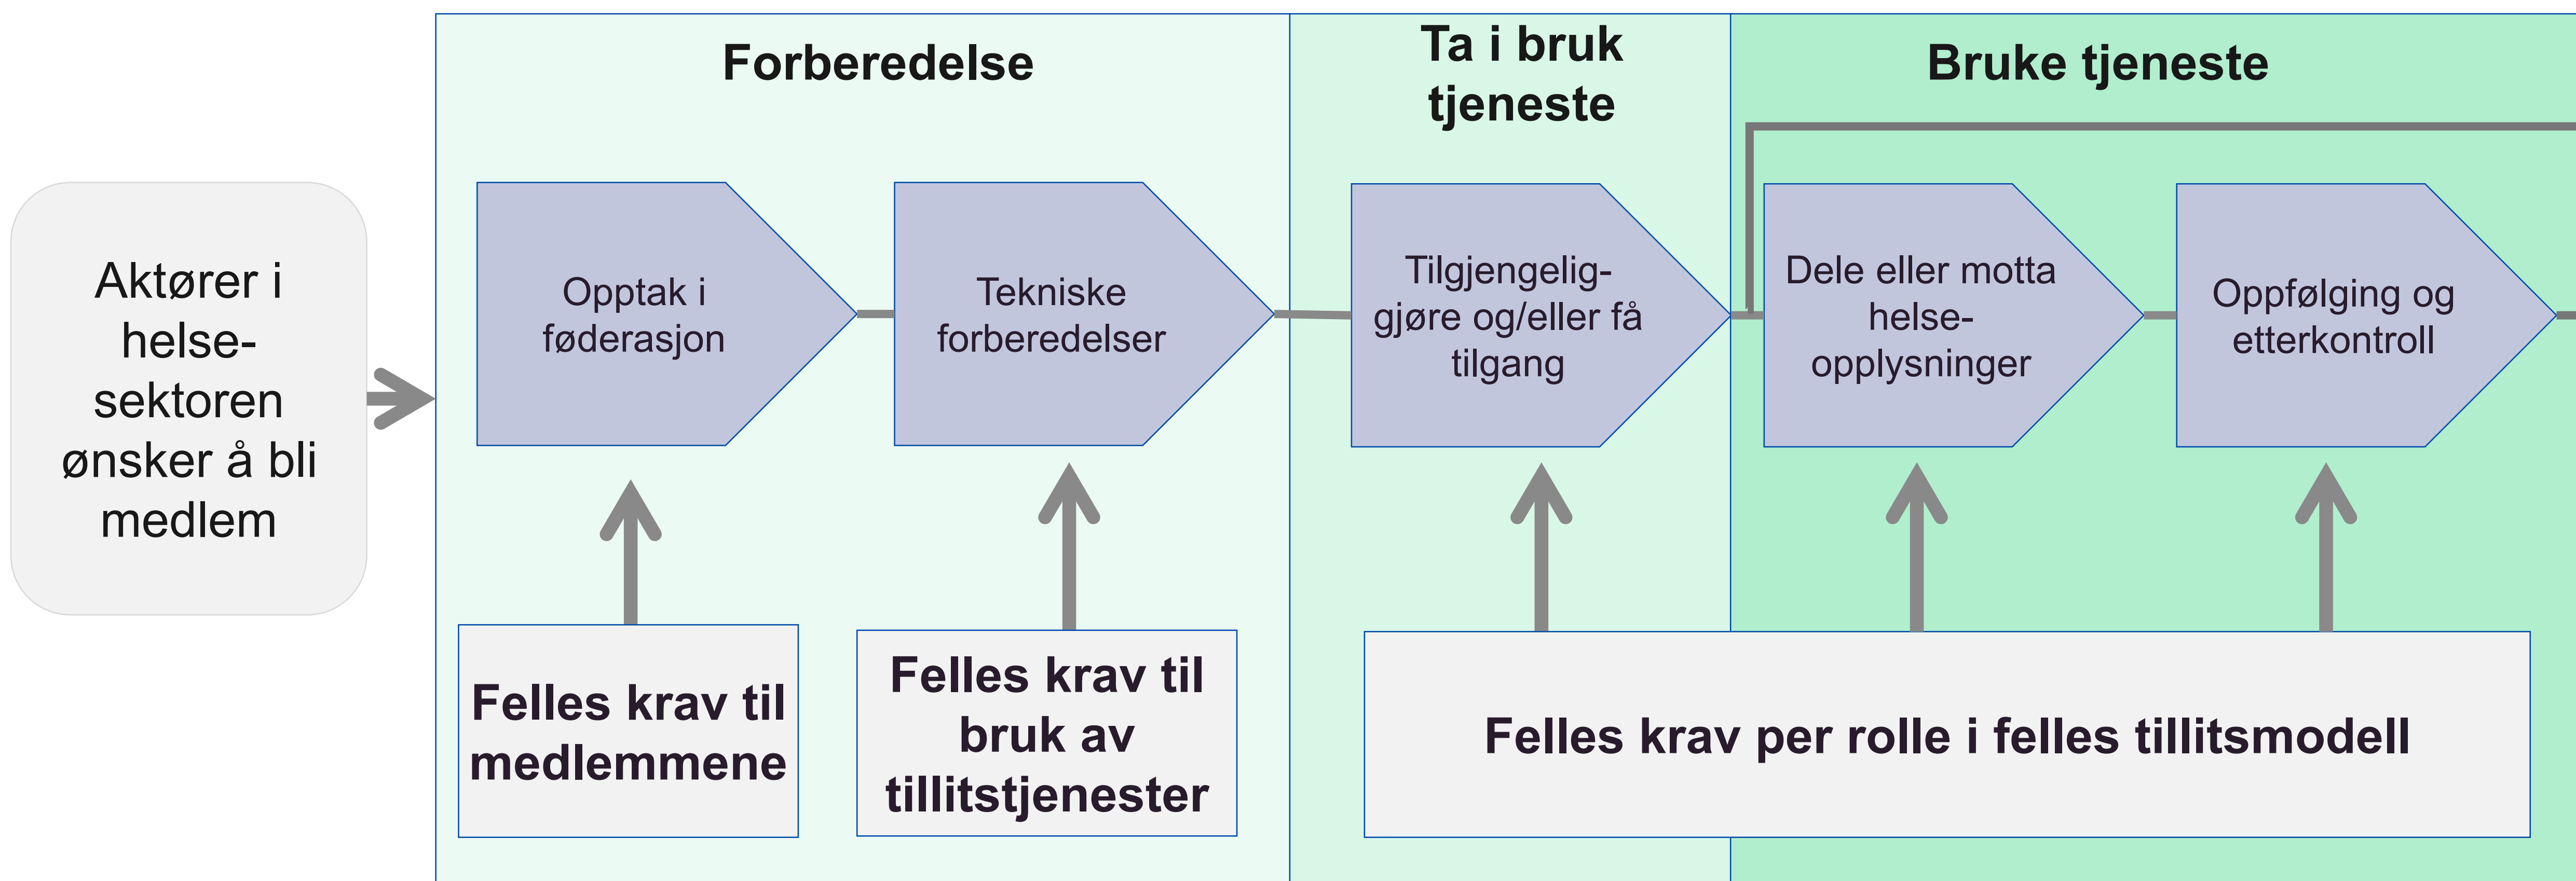 Forberedelse
Ta i bruk
tjeneste
Bruke tjeneste
Aktører i
helse-
sektoren
ønsker å bli
medlem
Opptak i
føderasjon
Tekniske
forberedelser
Tilgjengelig-
gjøre og/eller få
tilgang
Dele eller motta
helse-
opplysninger
Oppfølging og
etterkontroll
Felles krav til
medlemmene
Felles krav til
bruk av
tillitstjenester
Felles krav per rolle i felles tillitsmodell